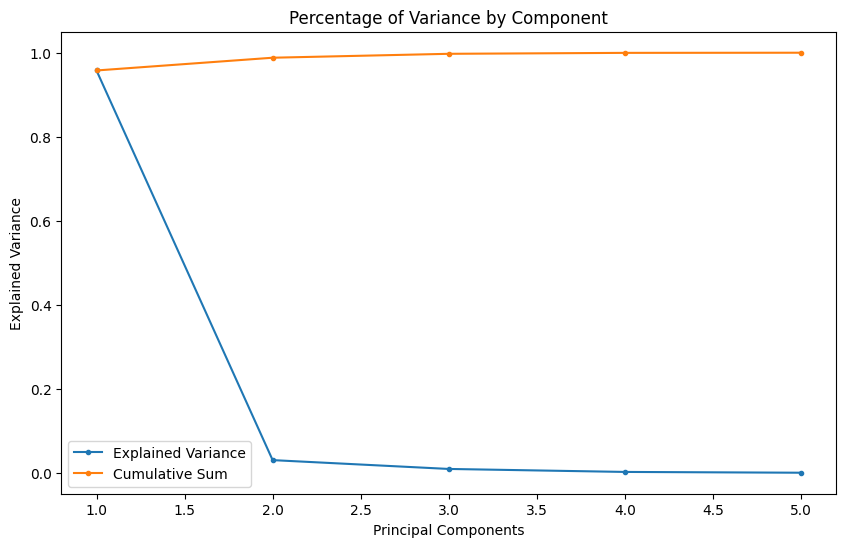 Percentage of Variance by Component
Explained Variance
1.0
0.8
0.6
0.4
0.2
0.0
Explained Variance
Cumulative Sum
1.0 1.5 2.0 2.5 3.0 3.5 4.0 4.5 5.0
Principal Components